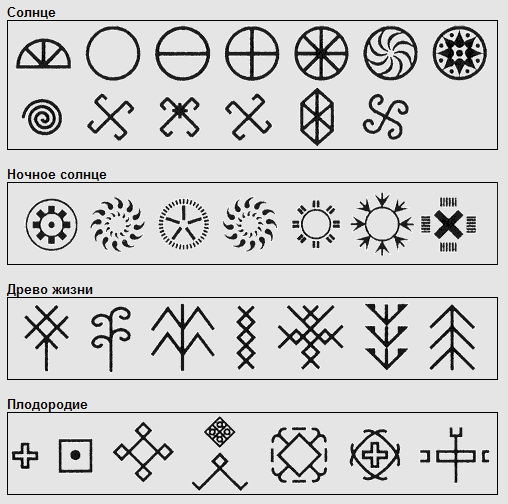 Солнце
Ночное солнце
Древо жизни
Плодородие